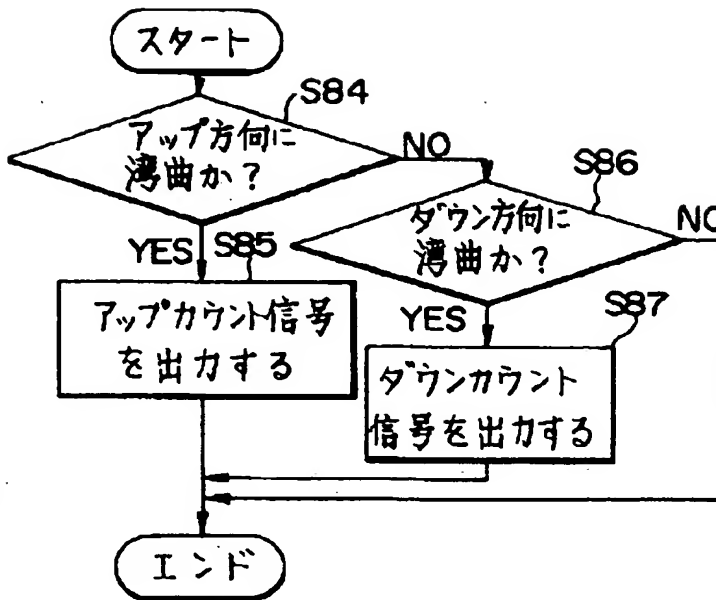 スタート
S84
アップ方向に
湾曲か?
NO
S86
ダウン方向に
湾曲か?
NO
YES
S85
アップカウント信号
を出力する
YES
S87
ダウンカウント
信号を出力する
エンド